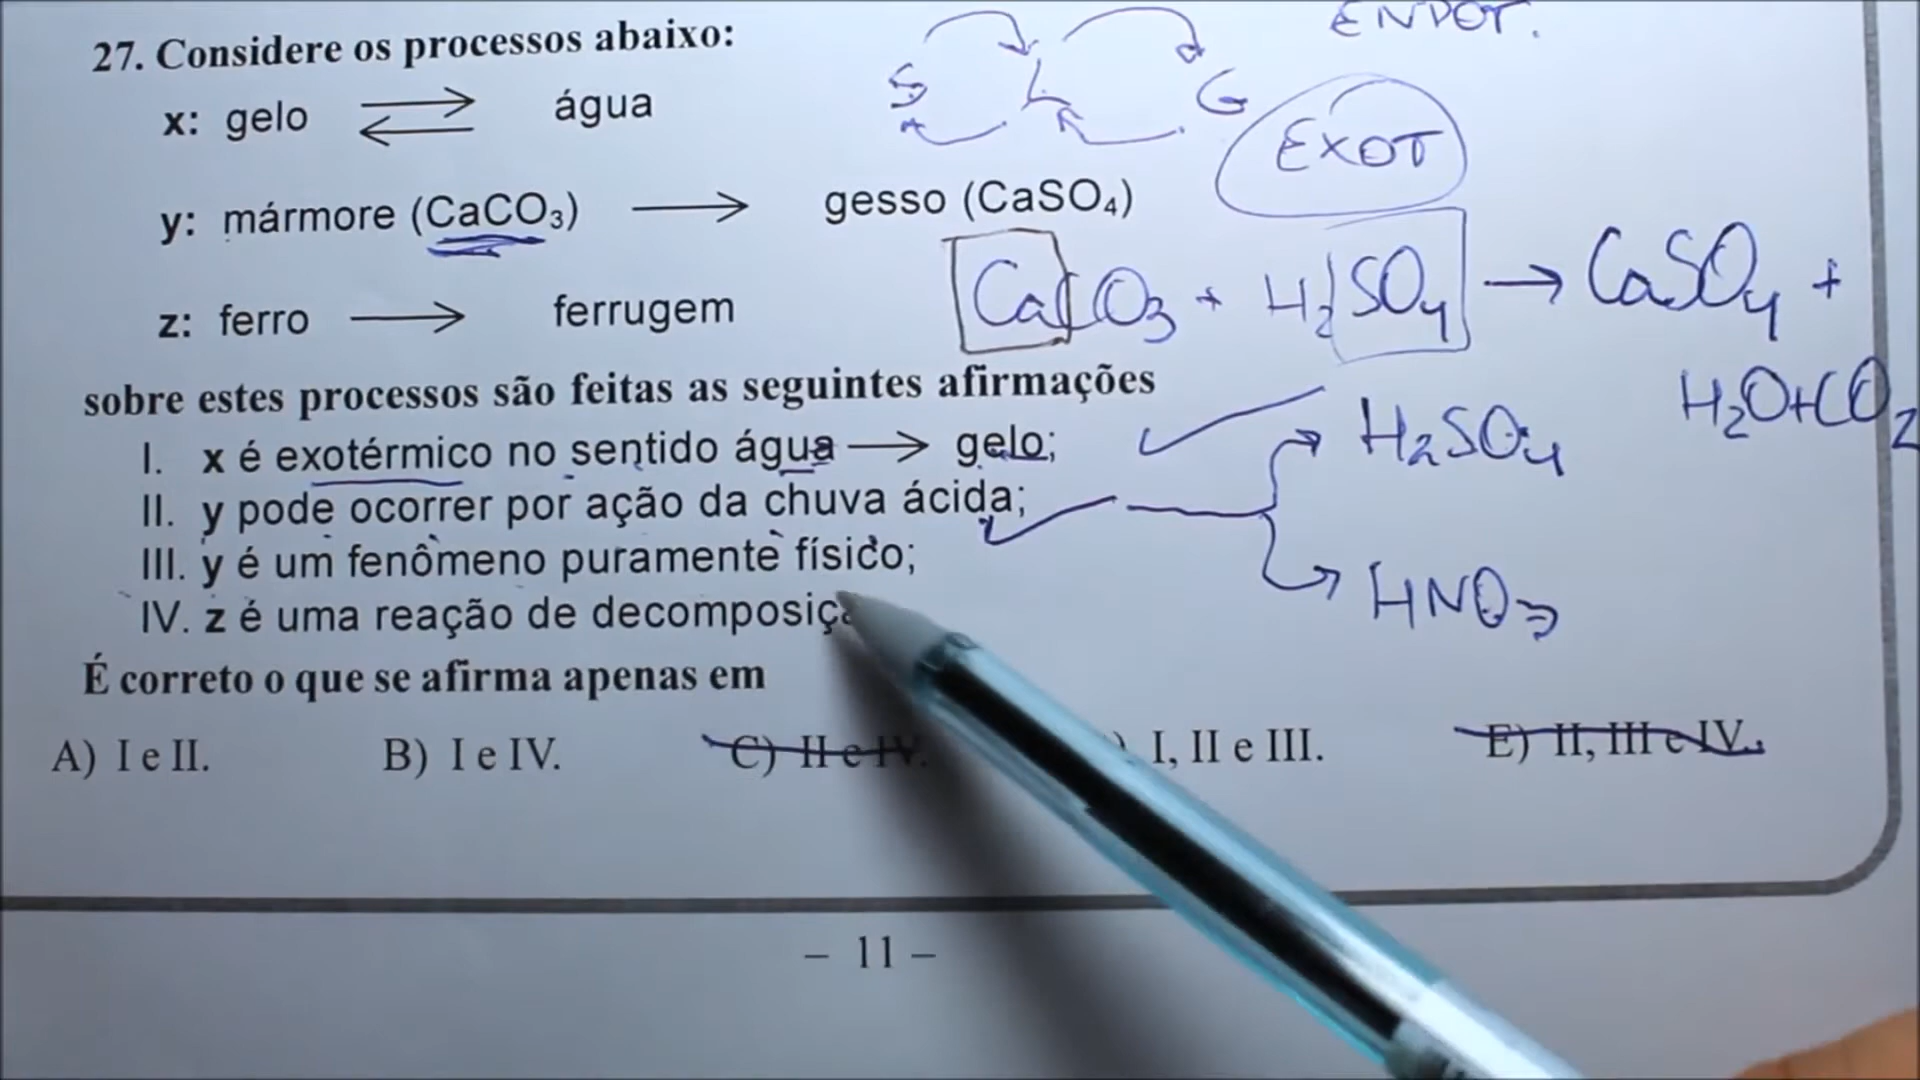 ENDOT.
27. Considere os processos abaixo:
S L G
EXOT
x: gelo ⇄ água
y: mármore (CaCO₃) → gesso (CaSO₄)
CaCO₃ + H₂SO₄ → CaSO₄ +
H₂O+CO₂
z: ferro → ferrugem
sobre estes processos são feitas as seguintes afirmações
I. x é exotérmico no sentido água → gelo;
H₂SO₄
II. y pode ocorrer por ação da chuva ácida;
III. y é um fenômeno puramente físico;
HNO₃
IV. z é uma reação de
É correto o que se afirma apenas em
A) I e II. B) I e IV. C) II e IV. ) I, II e III. E) II, III e IV.
– 11 –